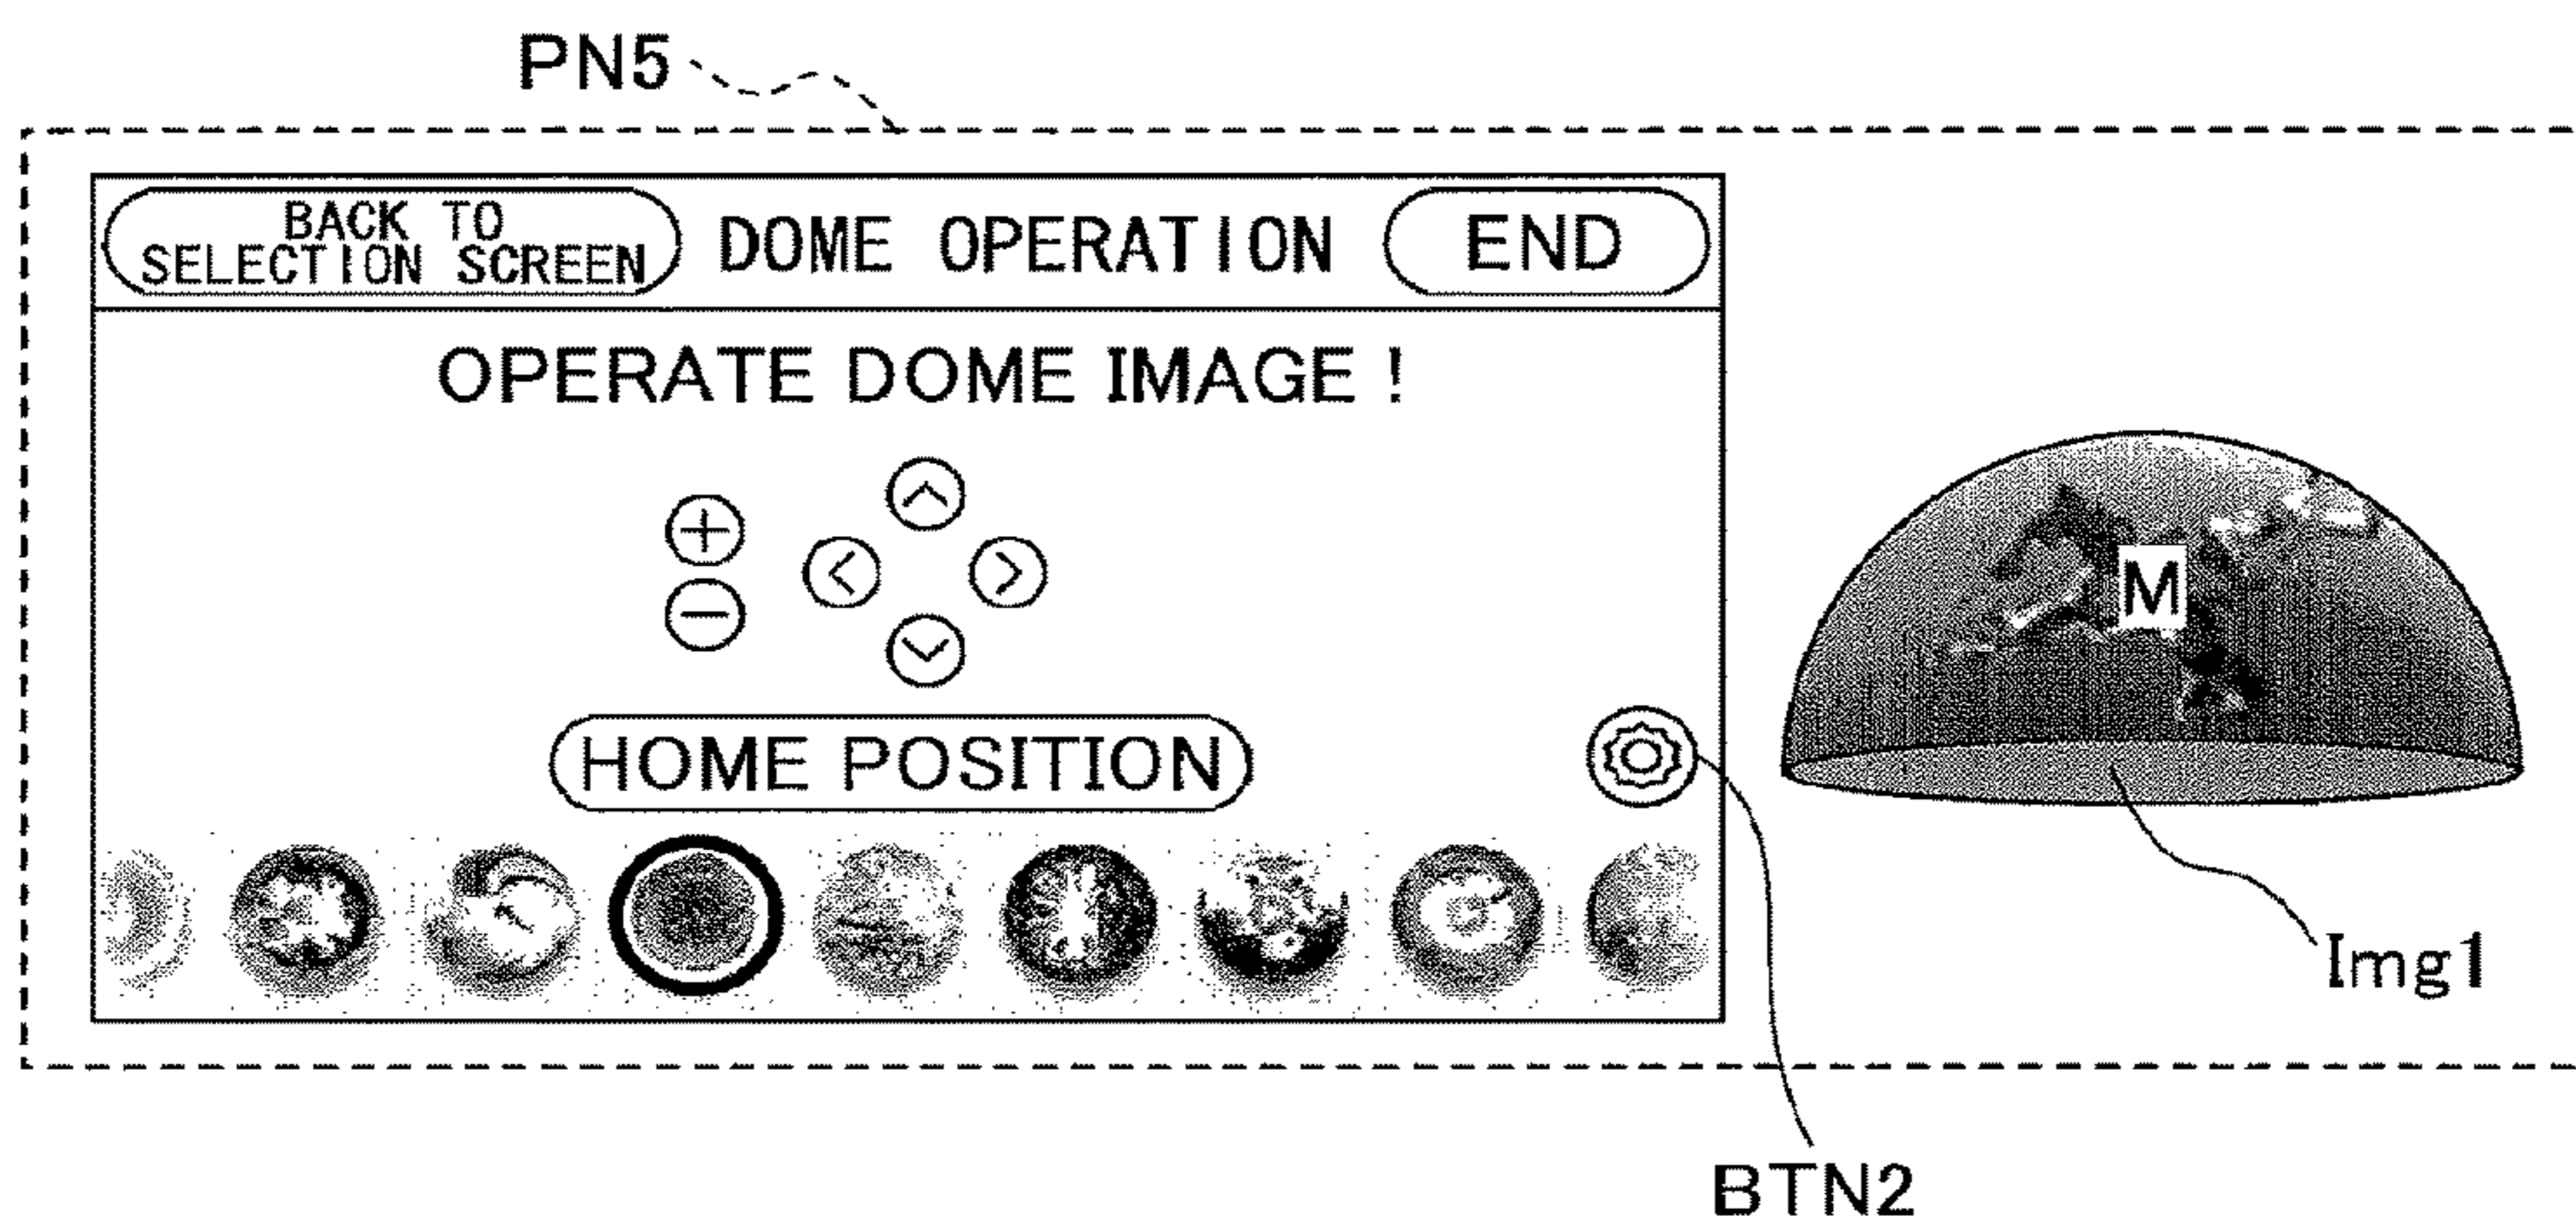 PN5
BACK TO
SELECTION SCREEN
DOME OPERATION
END
OPERATE DOME IMAGE !
M
HOME POSITION
Img1
BTN2